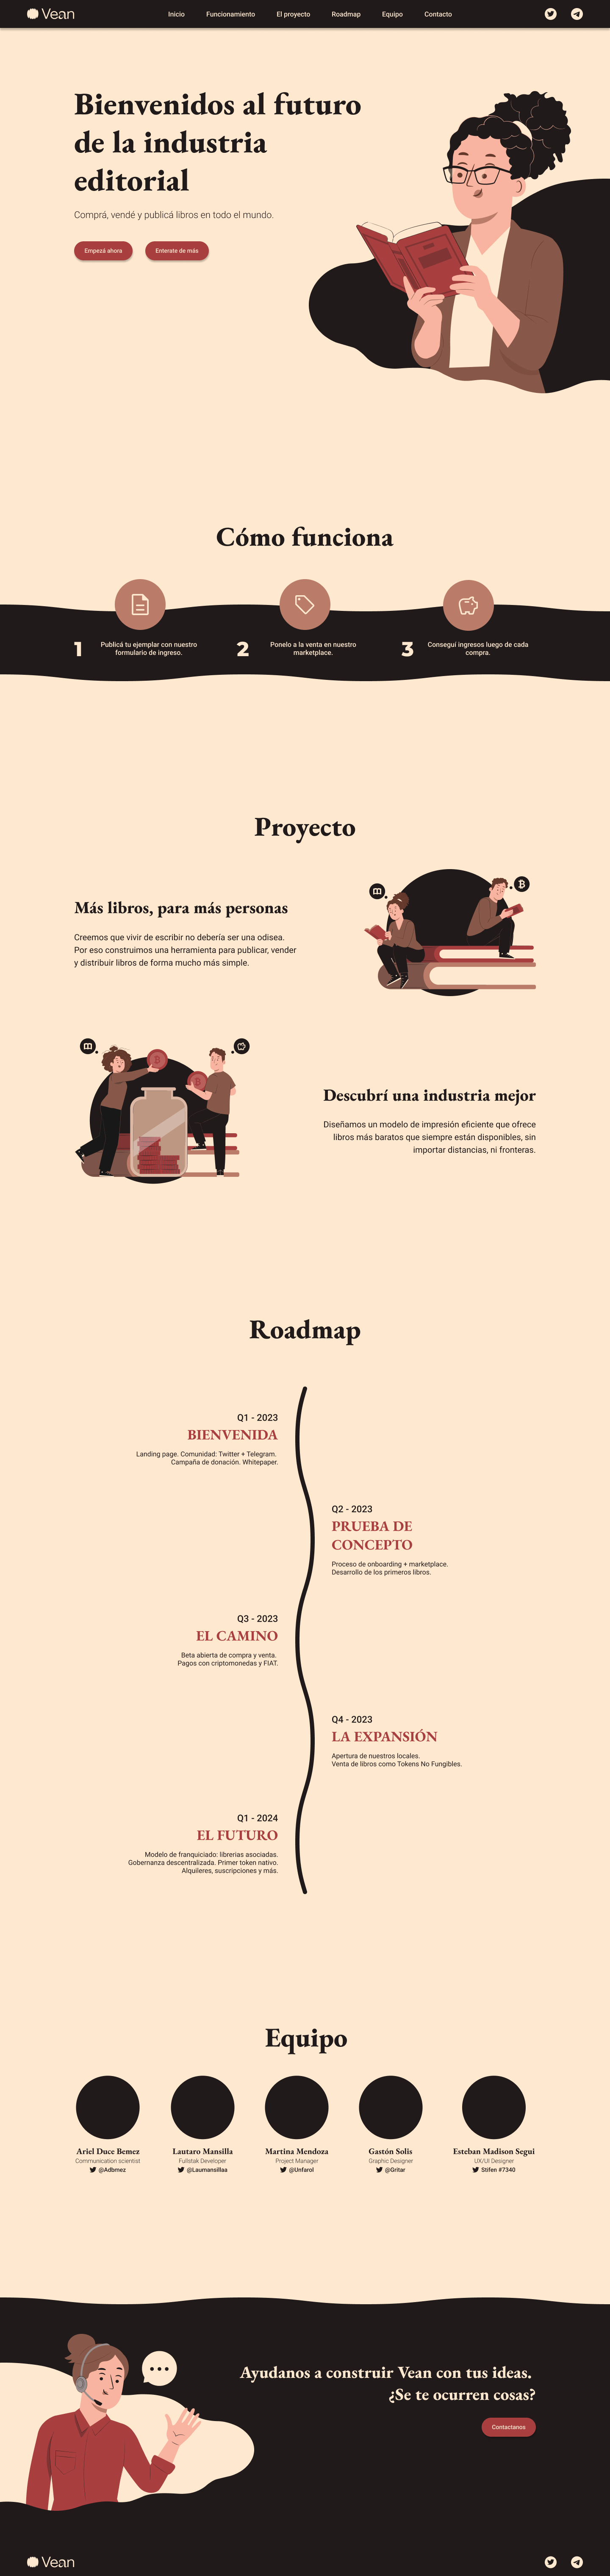 Vean
Inicio
Funcionamiento
El proyecto
Roadmap
Equipo
Contacto
Bienvenidos al futuro
de la industria
editorial
Comprá, vendé y publicá libros en todo el mundo.
Empezá ahora
Enterate de más
Cómo funciona
1
Publicá tu ejemplar con nuestro
formulario de ingreso.
2
Ponelo a la venta en nuestro
marketplace.
3
Conseguí ingresos luego de cada
compra.
Proyecto
Más libros, para más personas
Creemos que vivir de escribir no debería ser una odisea.
Por eso construimos una herramienta para publicar, vender
y distribuir libros de forma mucho más simple.
Descubrí una industria mejor
Diseñamos un modelo de impresión eficiente que ofrece
libros más baratos que siempre están disponibles, sin
importar distancias, ni fronteras.
Roadmap
Q1 - 2023
BIENVENIDA
Landing page. Comunidad: Twitter + Telegram.
Campaña de donación. Whitepaper.
Q2 - 2023
PRUEBA DE
CONCEPTO
Proceso de onboarding + marketplace.
Desarrollo de los primeros libros.
Q3 - 2023
EL CAMINO
Beta abierta de compra y venta.
Pagos con criptomonedas y FIAT.
Q4 - 2023
LA EXPANSIÓN
Apertura de nuestros locales.
Venta de libros como Tokens No Fungibles.
Q1 - 2024
EL FUTURO
Modelo de franquiciado: librerias asociadas.
Gobernanza descentralizada. Primer token nativo.
Alquileres, suscripciones y más.
Equipo
Ariel Duce Bemez
Communication scientist
@Adbmez
Lautaro Mansilla
Fullstak Developer
@Laumansillaa
Martina Mendoza
Project Manager
@Unfarol
Gastón Solis
Graphic Designer
@Gritar
Esteban Madison Segui
UX/UI Designer
Stifen #7340
Ayudanos a construir Vean con tus ideas.
¿Se te ocurren cosas?
Contactanos
Vean